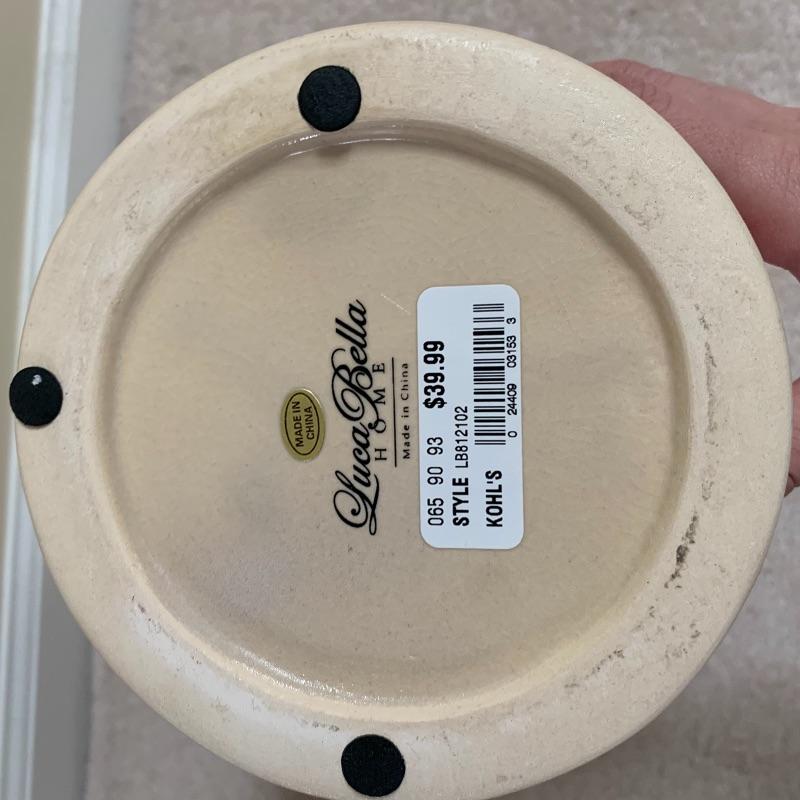 MADE IN
CHINA
Luca Bella
HOME
Made in China
065 90 93 $39.99
STYLE LB812102
KOHL'S
0 24409 03153 3